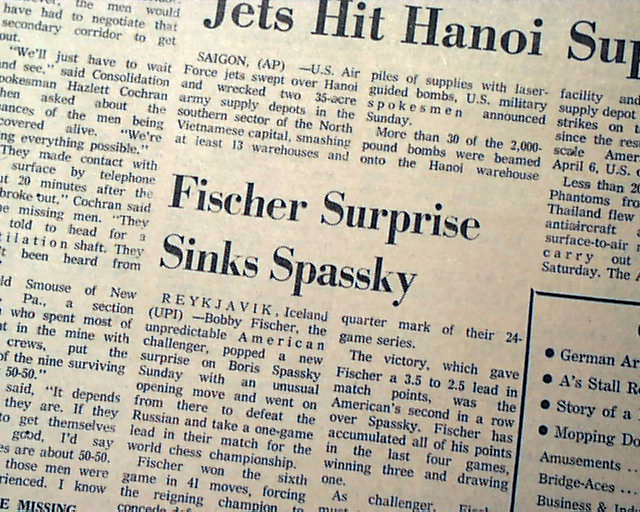 the men would
have had to negotiate that
secondary corridor to get
out.
"We'll just have to wait
and see," said Consolidation
spokesman Hazlett Cochran
when asked about the
chances of the men being
covered alive. "We're
ing everything possible."
They made contact with
surface by telephone
20 minutes after the
broke out," Cochran said
missing men. "They
told to head for a
shaft. They
been heard from
Smouse of New
Pa., a section
who spent most of
in the mine with
crews, put the
of the nine surviving
50-50."
said, "It depends
they are. If they
to get themselves
good, I'd say
are about 50-50.
those men were
I know
MISSING
Jets Hit Hanoi Sup
SAIGON, (AP) —U.S. Air
Force jets swept over Hanoi
and wrecked two 35-acre
army supply depots in the
southern sector of the North
Vietnamese capital, smashing
at least 13 warehouses and
piles of supplies with laser-
guided bombs, U.S. military
spokesmen announced
Sunday.
More than 30 of the 2,000-
pound bombs were beamed
onto the Hanoi warehouse
facility and
supply depot
strikes on
since the
scale Amer
April 6, U.S.
Less than 20
Phantoms fro
Thailand flew
antiaircraft
surface-to-air
carry out
Saturday. The
Fischer Surprise
Sinks Spassky
REYKJAVIK, Iceland
(UPI) —Bobby Fischer, the
unpredictable American
challenger, popped a new
surprise on Boris Spassky
Sunday with an unusual
opening move and went on
from there to defeat the
Russian and take a one-game
lead in their match for the
world chess championship.
Fischer won the sixth
game in 41 moves, forcing
the reigning champion to
quarter mark of their 24-
game series.
The victory, which gave
Fischer a 3.5 to 2.5 lead in
match points, was the
American's second in a row
over Spassky. Fischer has
accumulated all of his points
in the last four games,
winning three and drawing
one.
As challenger,
must
• German Ar
• A's Stall R
• Story of a
• Mopping Do
Amusements ...
Bridge-Aces ...
Business & Ind